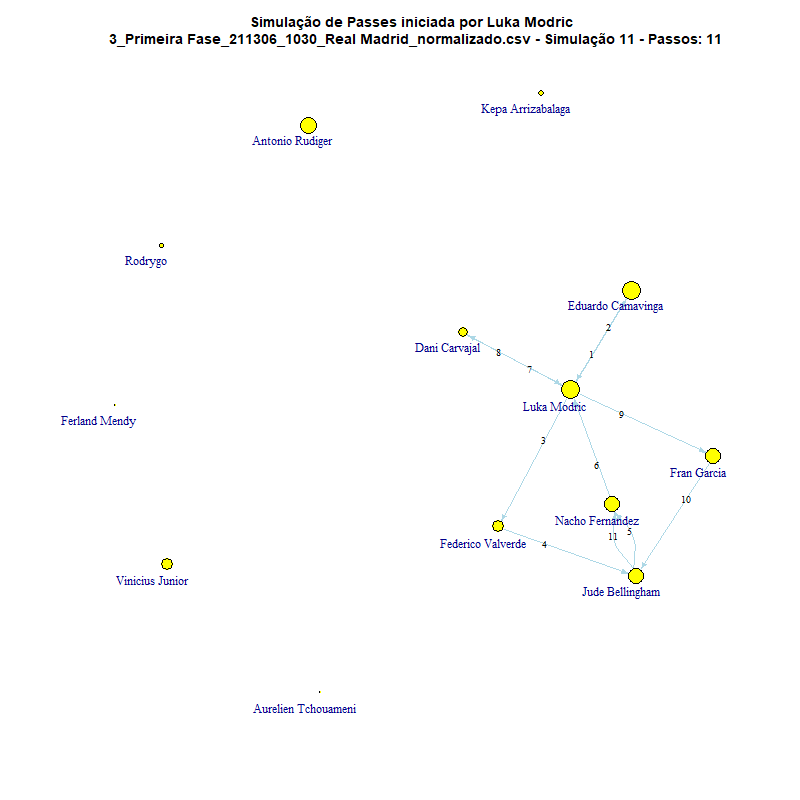 Simulação de Passes iniciada por Luka Modric
3_Primeira Fase_211306_1030_Real Madrid_normalizado.csv - Simulação 11 - Passos: 11
Kepa Arrizabalaga
Antonio Rudiger
Rodrygo
Eduardo Camavinga
2
Dani Carvajal
8
1
7
Luka Modric
9
Ferland Mendy
3
6
Fran Garcia
10
Nacho Fernandez
5
11
Federico Valverde
4
Vinicius Junior
Jude Bellingham
Aurelien Tchouameni